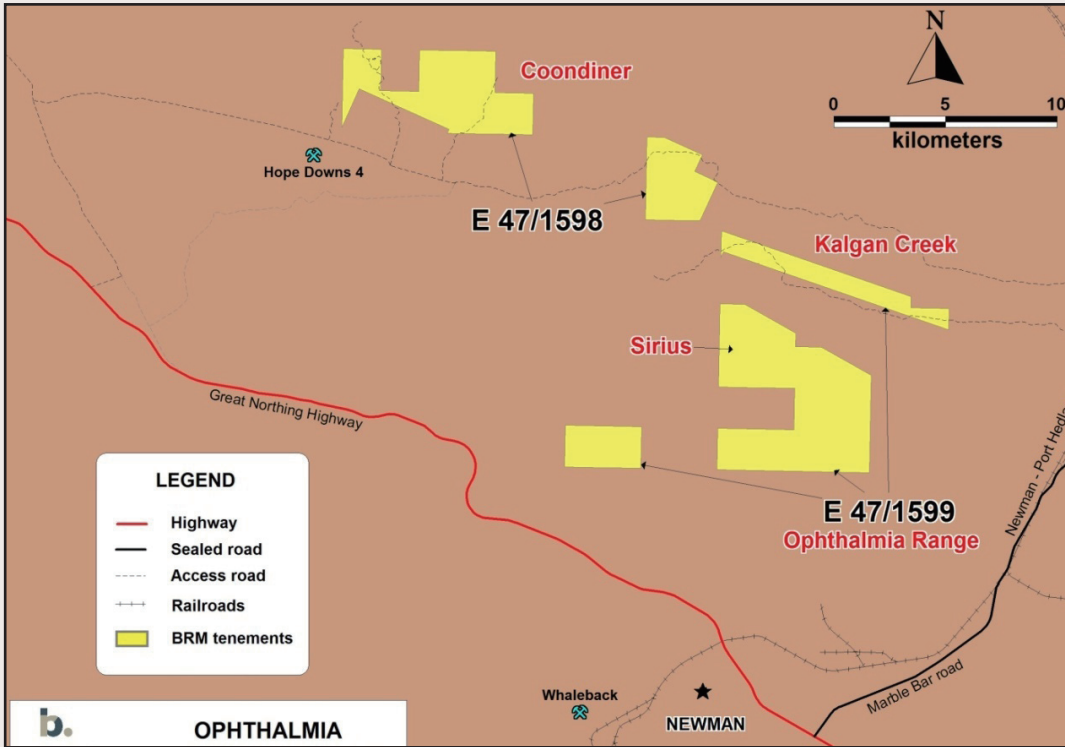 N
0 5 10
kilometers
Coondiner
Hope Downs 4
E 47/1598
Kalgan Creek
Sirius
Great Northing Highway
E 47/1599
Ophthalmia Range
Newman - Port Hedla
LEGEND
Highway
Sealed road
Access road
Railroads
BRM tenements
Marble Bar road
Whaleback
NEWMAN
b.
OPHTHALMIA